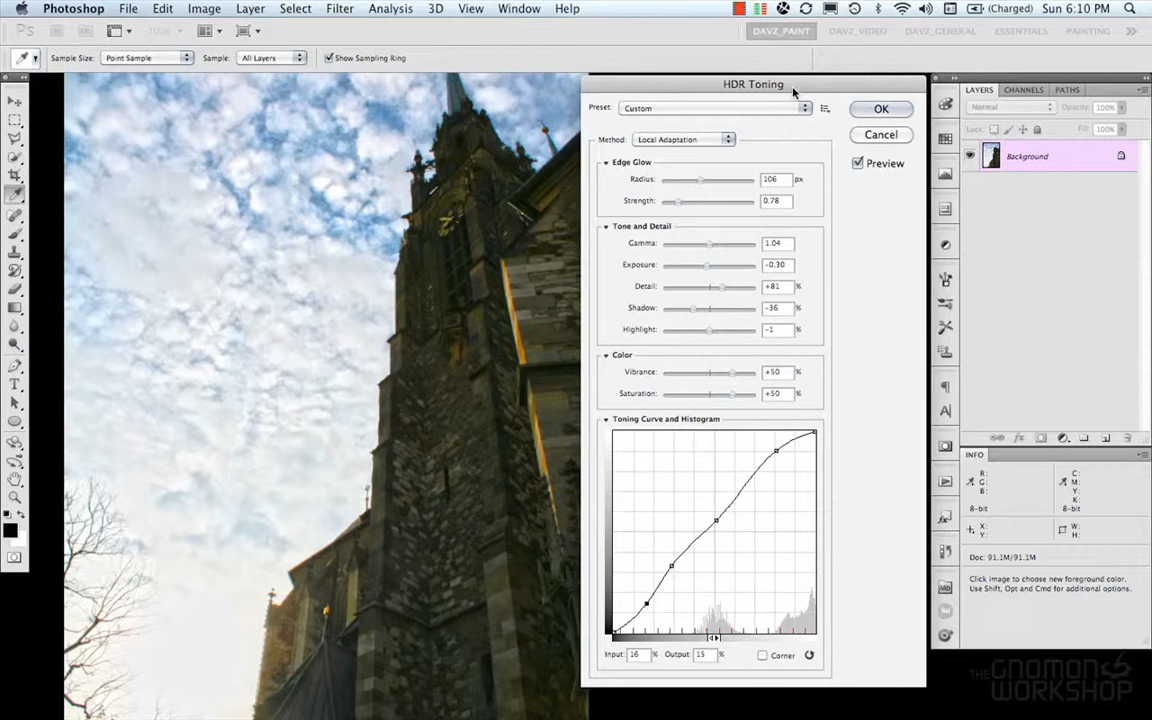 Photoshop File Edit Image Layer Select Filter Analysis 3D View Window Help (Charged) Sun 6:10 PM
Ps 100% DAVZ_PAINT DAVZ_VIDEO DAVZ_GENERAL ESSENTIALS PAINTING
Sample Size: Point Sample Sample: All Layers Show Sampling Ring
HDR Toning
Preset: Custom OK
Method: Local Adaptation Cancel
Preview
Edge Glow
Radius: 106 px
Strength: 0.78
Tone and Detail
Gamma: 1.04
Exposure: -0.30
Detail: +81 %
Shadow: -36 %
Highlight: -1 %
Color
Vibrance: +50 %
Saturation: +50 %
Toning Curve and Histogram
Input: 16 % Output: 15 % Corner
LAYERS CHANNELS PATHS
Normal Opacity: 100%
Lock: Fill: 100%
Background
INFO
R: C:
G: M:
B: Y:
K:
8-bit 8-bit
X: W:
Y: H:
Doc: 91.1M/91.1M
Click image to choose new foreground color.
Use Shift, Opt and Cmd for additional options.
THE GNOMON
WORKSHOP